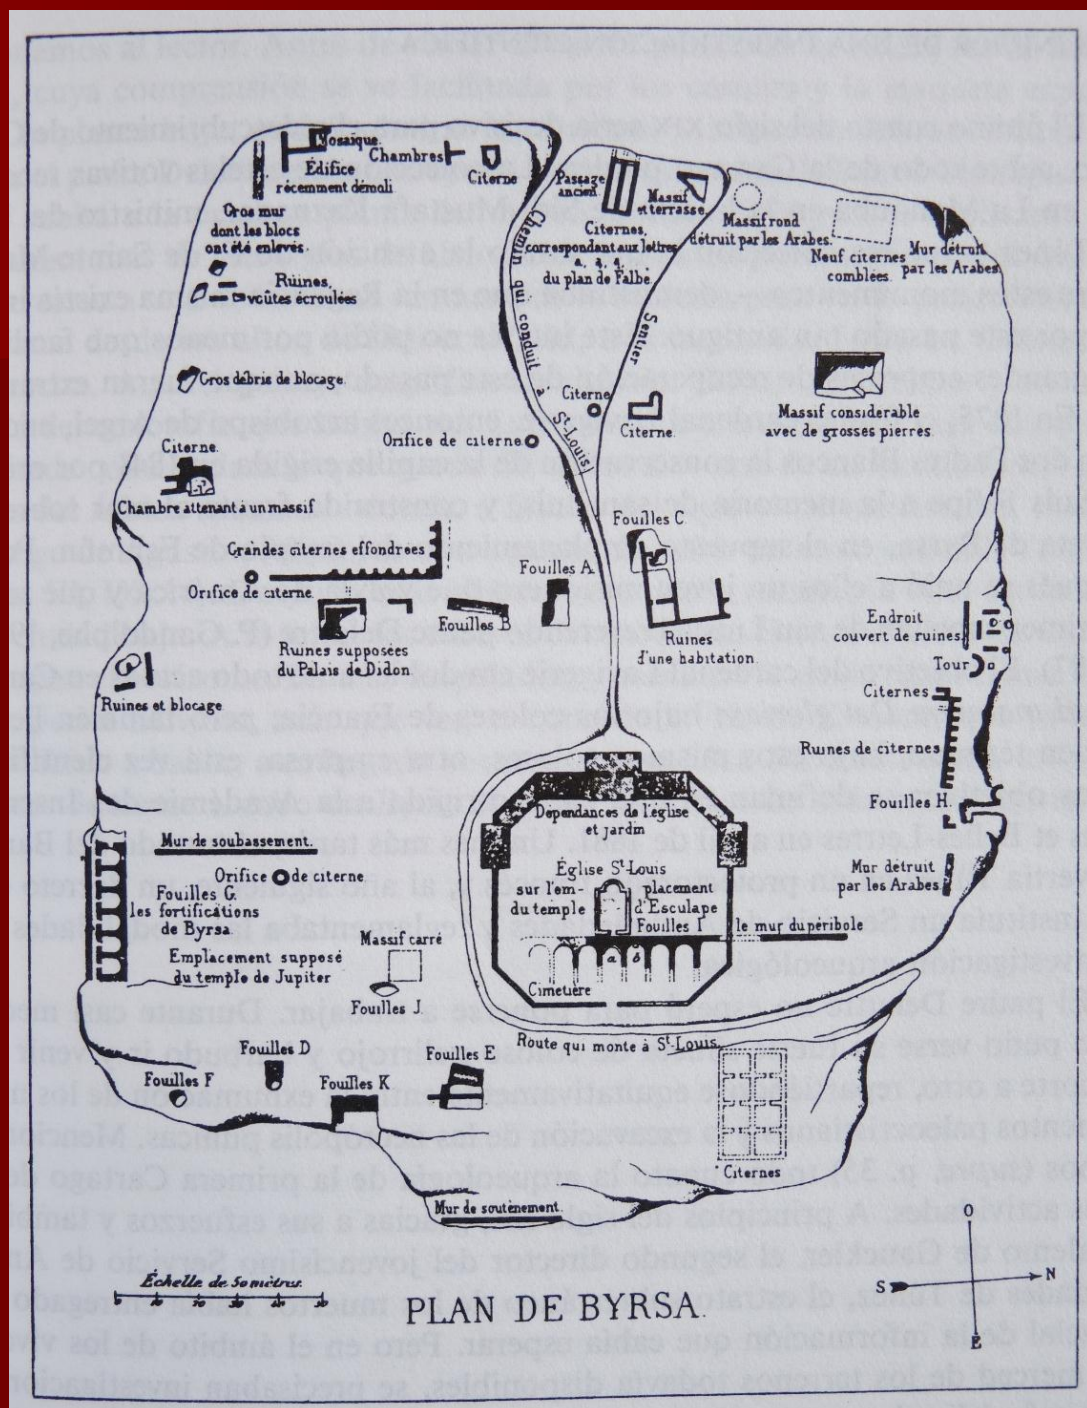 Mosaique.
Édifice
récemment démoli
Chambres
Citerne
Gros mur
dont les blocs
ont été enlevés
Ruines,
voûtes écroulées
Passage
ancien.
Massif
et terrasse.
Citernes,
correspondant aux lettres
du plan de Falbe.
Massif rond
détruit par les Arabes.
Neuf citernes
comblées.
Mur détruit
par les Arabes
Chemin qui conduit à St-Louis
Sentier
Gros débris de blocage.
Citerne
Citerne.
Orifice de citerne
Massif considérable
avec de grosses pierres
Citerne.
Chambre attenant à un massif
Grandes citernes effondrées
Orifice de citerne.
Ruines supposées
du Palais de Didon
Fouilles B
Fouilles A
Fouilles C
Ruines
d'une habitation.
Endroit
couvert de ruines.
Tour
Citernes
Ruines de citernes
Fouilles H.
Mur détruit
par les Arabes
Ruines et blocage
Mur de soubassement.
Orifice de citerne
Fouilles G.
les fortifications
de Byrsa
Emplacement supposé
du temple de Jupiter
Massif carré
Fouilles J.
Dépendances de l'église
et jardin
Église St-Louis
sur l'em- placement
du temple d'Esculape
Fouilles le mur du péribole
a b
Cimetière
Route qui monte à St-Louis
Fouilles D
Fouilles F
Fouilles K
Fouilles E
Citernes
Mur de soutènement.
Échelle de 50 mètres.
PLAN DE BYRSA.
O
S
N
E